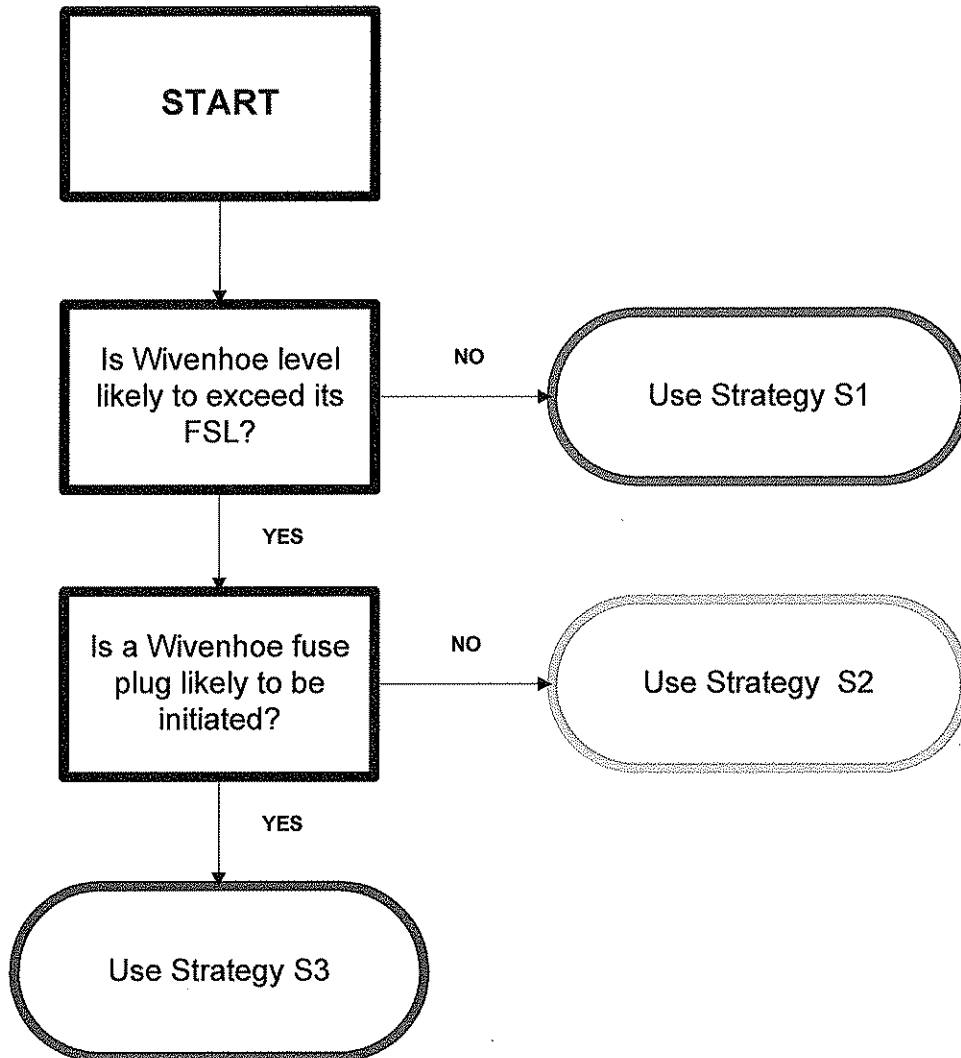 START
Is Wivenhoe level
likely to exceed its
FSL?
NO
Use Strategy S1
YES
Is a Wivenhoe fuse
plug likely to be
initiated?
NO
Use Strategy S2
YES
Use Strategy S3